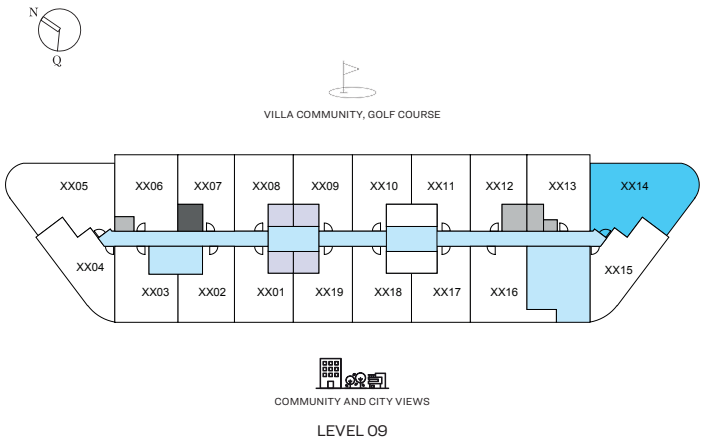 N
Q
VILLA COMMUNITY, GOLF COURSE
XX05 XX06 XX07 XX08 XX09 XX10 XX11 XX12 XX13 XX14
XX04 XX03 XX02 XX01 XX19 XX18 XX17 XX16 XX15
COMMUNITY AND CITY VIEWS
LEVEL 09